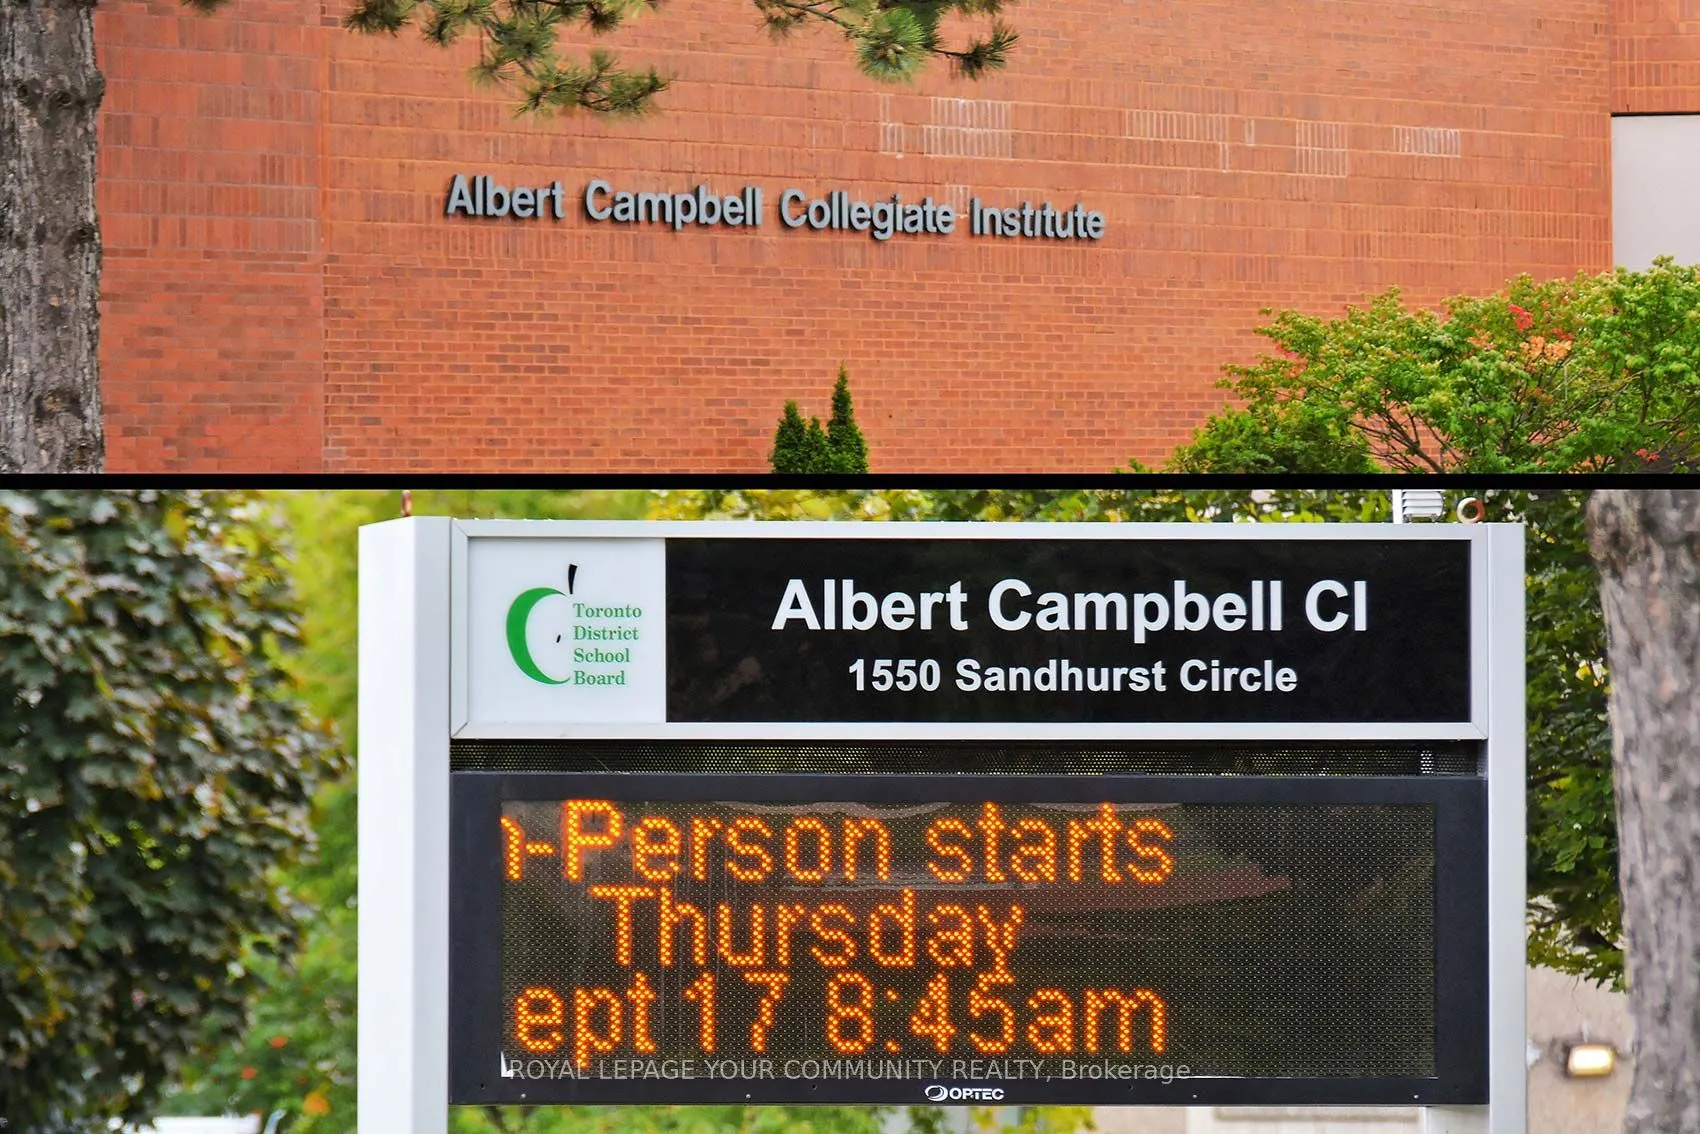 Albert Campbell Collegiate Institute
Toronto
District
School
Board
Albert Campbell CI
1550 Sandhurst Circle
n-Person starts
Thursday
ept 17 8:45am
ROYAL LEPAGE YOUR COMMUNITY REALTY, Brokerage
OPTEC